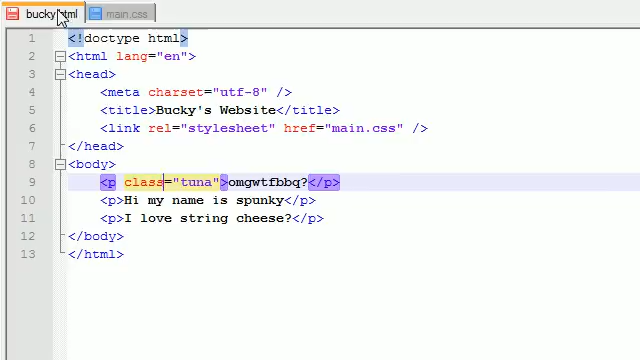 bucky.html main.css
1 <!doctype html>
2 <html lang="en">
3 <head>
4 <meta charset="utf-8" />
5 <title>Bucky's Website</title>
6 <link rel="stylesheet" href="main.css" />
7 </head>
8 <body>
9 <p class="tuna">omgwtfbbq?</p>
10 <p>Hi my name is spunky</p>
11 <p>I love string cheese?</p>
12 </body>
13 </html>